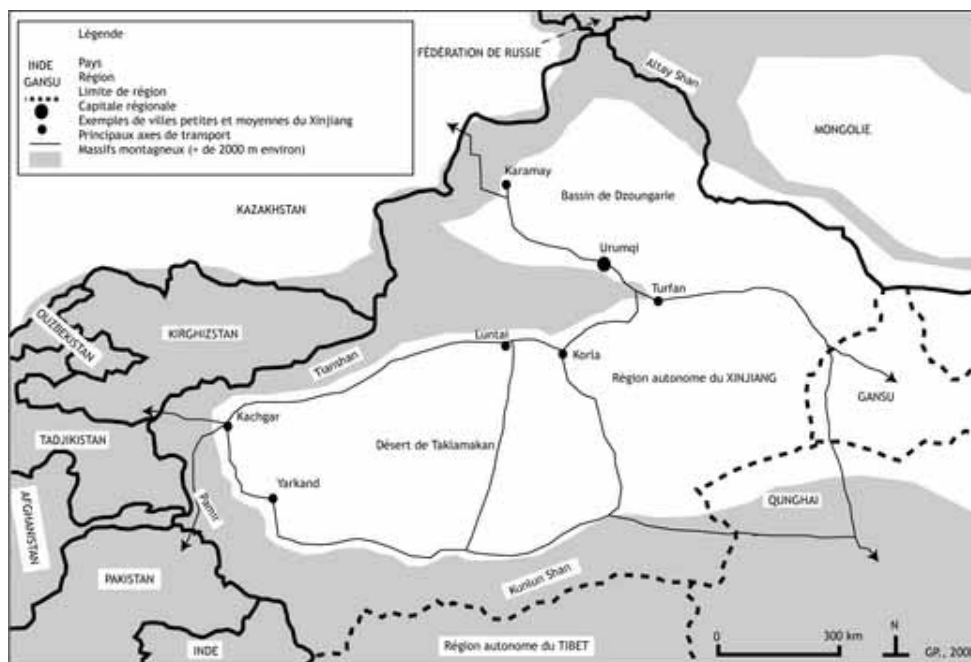 Légende
INDE Pays
GANSU Région
Limite de région
Capitale régionale
Exemples de villes petites et moyennes du Xinjiang
Principaux axes de transport
Massifs montagneux (+ de 2000 m environ)
FÉDÉRATION DE RUSSIE
Altay Shan
MONGOLIE
KAZAKHSTAN
Karamay
Bassin de Dzoungarie
Urumqi
Turfan
OUZBEKISTAN
KIRGHIZSTAN
Tianshan
Luntai
Korla
Région autonome du XINJIANG
GANSU
Kachgar
TADJIKISTAN
Désert de Taklamakan
Yarkand
AFGHANISTAN
Pamir
QUNGHAI
PAKISTAN
Kunlun Shan
INDE
Région autonome du TIBET
0 300 km
N
GP., 200